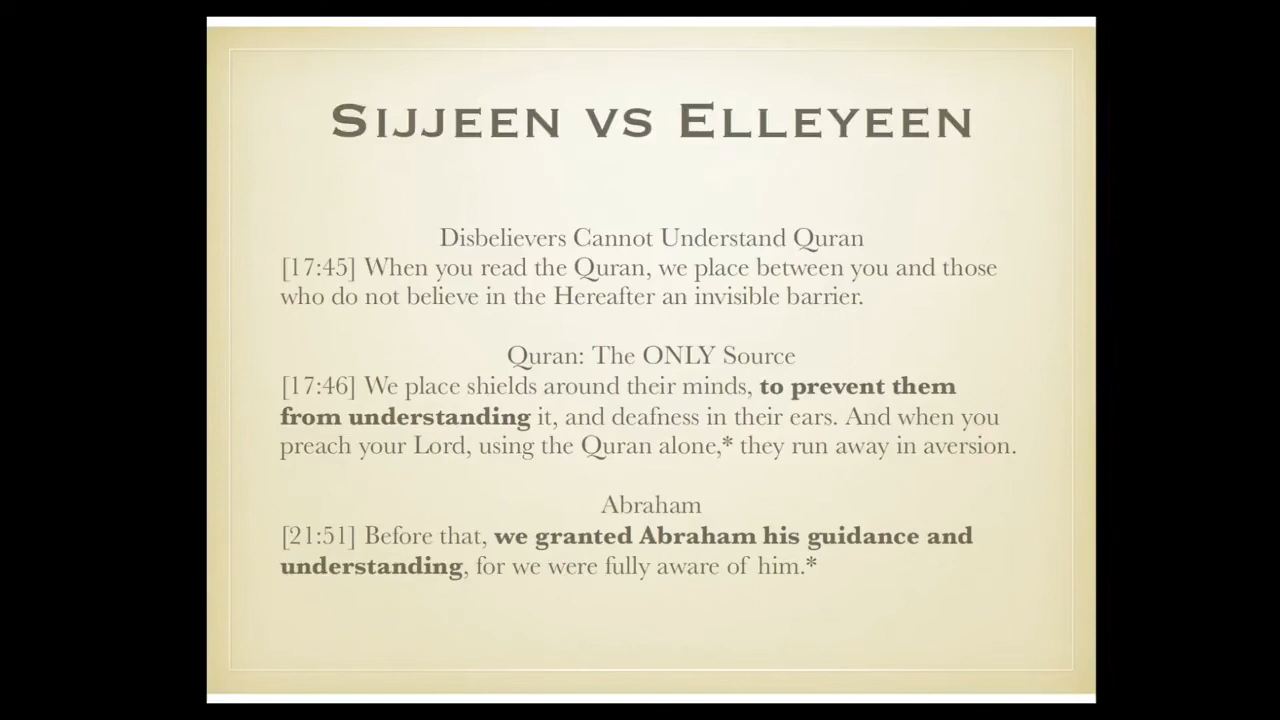 SIJJEEN VS ELLEYEEN
Disbelievers Cannot Understand Quran
[17:45] When you read the Quran, we place between you and those
who do not believe in the Hereafter an invisible barrier.
Quran: The ONLY Source
[17:46] We place shields around their minds, to prevent them
from understanding it, and deafness in their ears. And when you
preach your Lord, using the Quran alone,* they run away in aversion.
Abraham
[21:51] Before that, we granted Abraham his guidance and
understanding, for we were fully aware of him.*